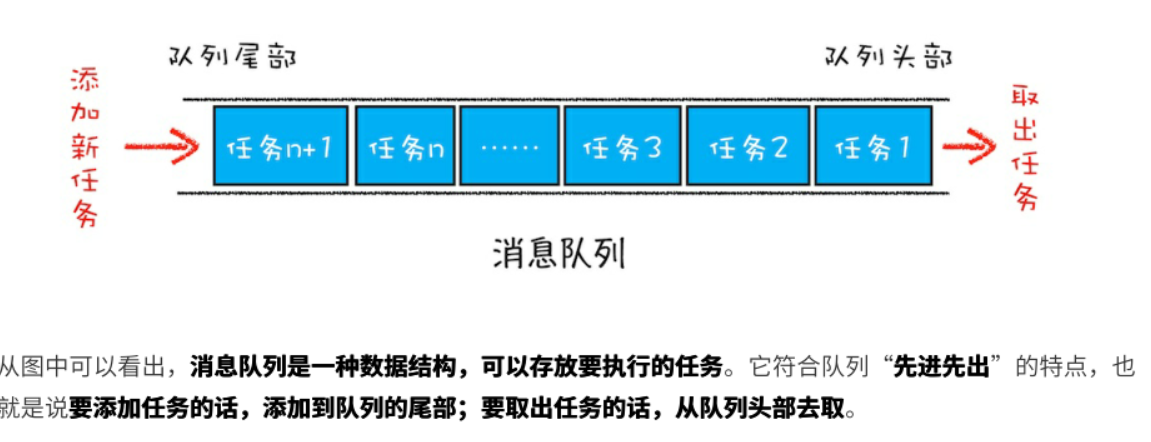 队列尾部
队列头部
添加新任务
任务n+1
任务n
……
任务3
任务2
任务1
取出任务
消息队列
从图中可以看出，消息队列是一种数据结构，可以存放要执行的任务。它符合队列“先进先出”的特点，也
就是说要添加任务的话，添加到队列的尾部；要取出任务的话，从队列头部去取。